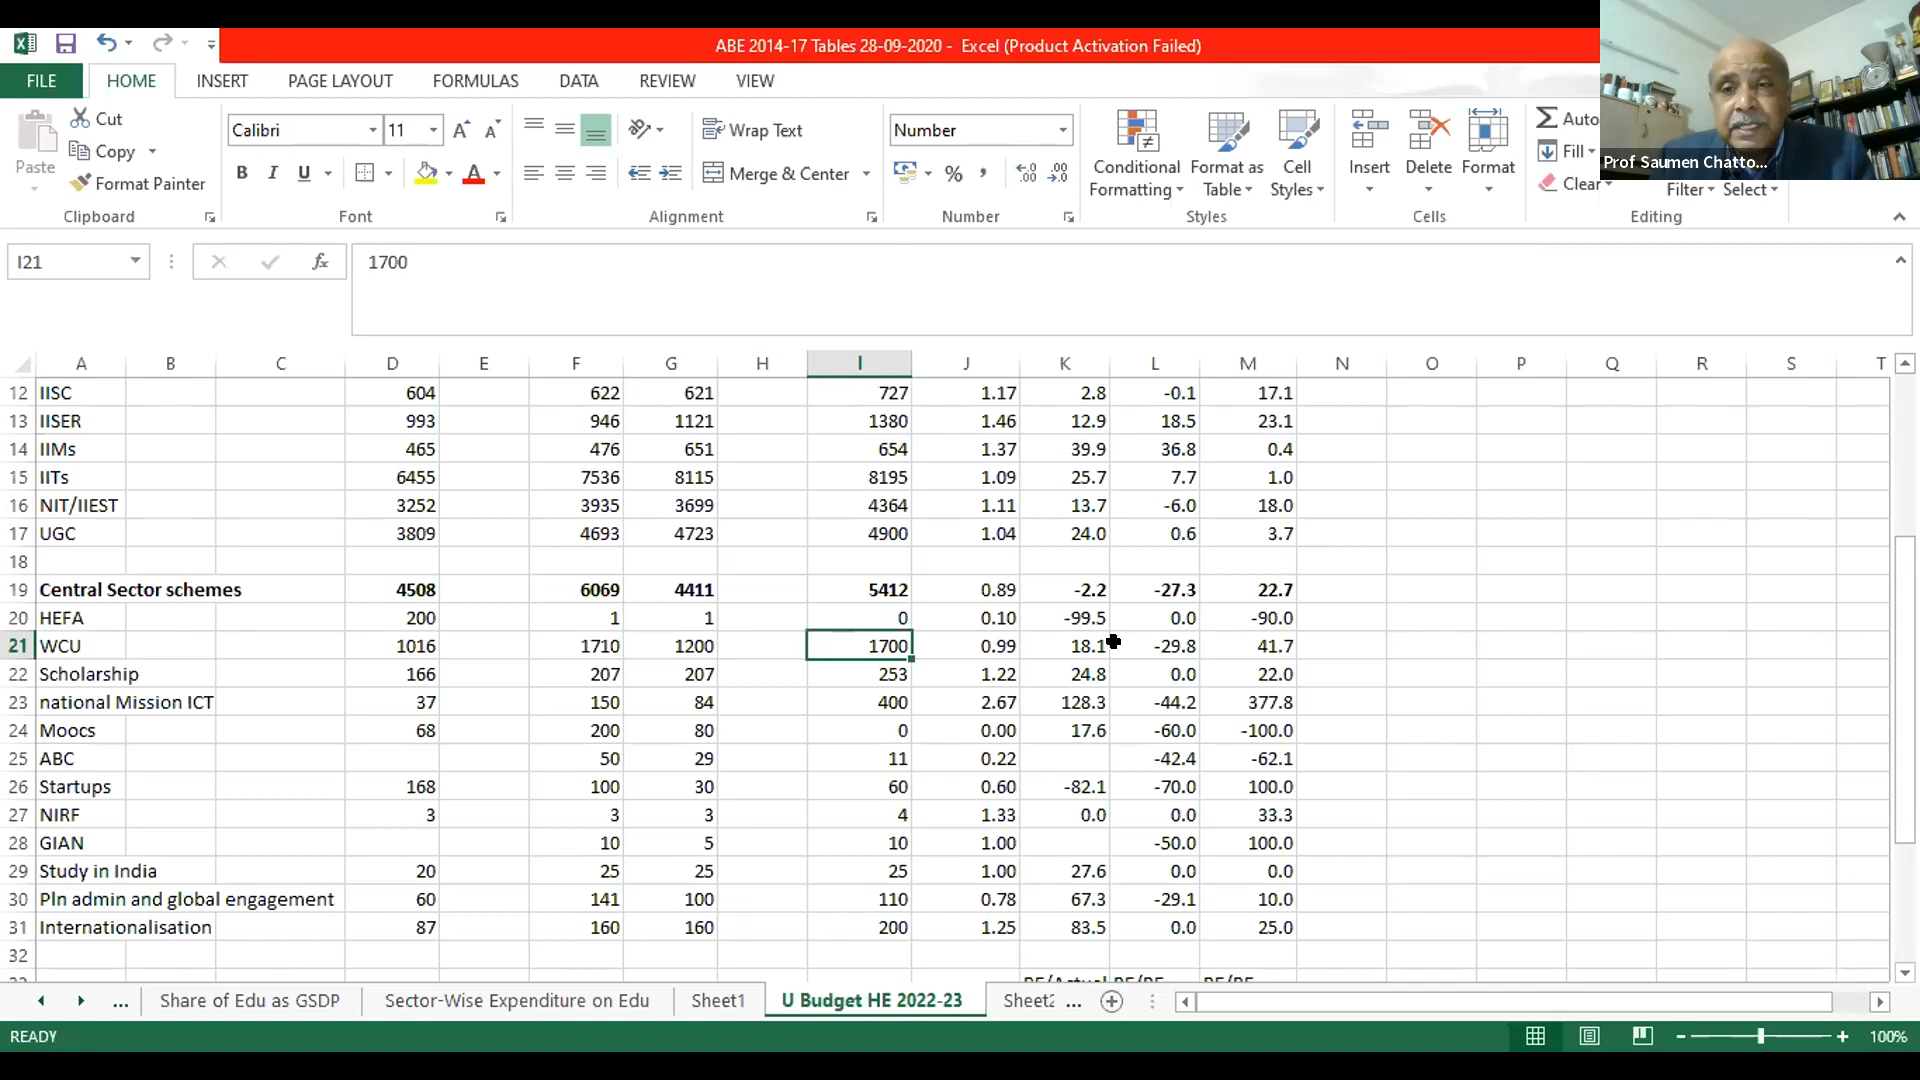 ABE 2014-17 Tables 28-09-2020 - Excel (Product Activation Failed)
FILE HOME INSERT PAGE LAYOUT FORMULAS DATA REVIEW VIEW
Paste
Cut
Copy
Format Painter
Clipboard
Calibri 11
B I U A
Font
Wrap Text
Merge & Center
Alignment
Number
%
Number
Conditional Formatting
Format as Table
Cell Styles
Styles
Insert
Delete
Format
Cells
Auto
Fill
Clear
Filter Select
Editing
Prof Saumen Chatto...
I21 fx 1700
A B C D E F G H I J K L M N O P Q R S T
12 IISC 604 622 621 727 1.17 2.8 -0.1 17.1
13 IISER 993 946 1121 1380 1.46 12.9 18.5 23.1
14 IIMs 465 476 651 654 1.37 39.9 36.8 0.4
15 IITs 6455 7536 8115 8195 1.09 25.7 7.7 1.0
16 NIT/IIEST 3252 3935 3699 4364 1.11 13.7 -6.0 18.0
17 UGC 3809 4693 4723 4900 1.04 24.0 0.6 3.7
18
19 Central Sector schemes 4508 6069 4411 5412 0.89 -2.2 -27.3 22.7
20 HEFA 200 1 1 0 0.10 -99.5 0.0 -90.0
21 WCU 1016 1710 1200 1700 0.99 18.1 -29.8 41.7
22 Scholarship 166 207 207 253 1.22 24.8 0.0 22.0
23 national Mission ICT 37 150 84 400 2.67 128.3 -44.2 377.8
24 Moocs 68 200 80 0 0.00 17.6 -60.0 -100.0
25 ABC 50 29 11 0.22 -42.4 -62.1
26 Startups 168 100 30 60 0.60 -82.1 -70.0 100.0
27 NIRF 3 3 3 4 1.33 0.0 0.0 33.3
28 GIAN 10 5 10 1.00 -50.0 100.0
29 Study in India 20 25 25 25 1.00 27.6 0.0 0.0
30 Pln admin and global engagement 60 141 100 110 0.78 67.3 -29.1 10.0
31 Internationalisation 87 160 160 200 1.25 83.5 0.0 25.0
32
... Share of Edu as GSDP Sector-Wise Expenditure on Edu Sheet1 U Budget HE 2022-23 Sheet2 ...
READY 100%